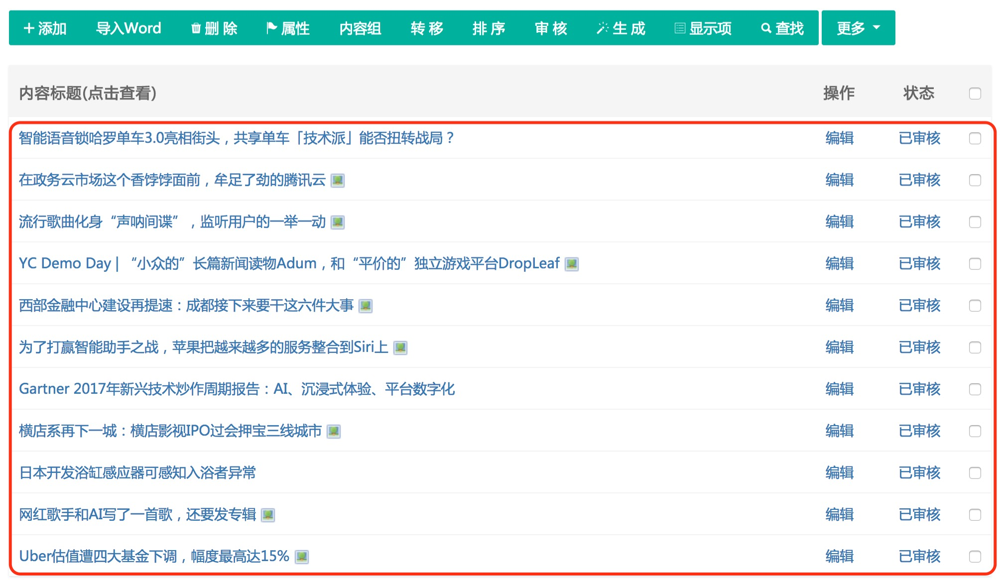 添加 导入Word 删 除 属性 内容组 转 移 排 序 审 核 生 成 显示项 查找 更多
内容标题(点击查看) 操作 状态
智能语音锁哈罗单车3.0亮相街头，共享单车「技术派」能否扭转战局？ 编辑 已审核
在政务云市场这个香饽饽面前，牟足了劲的腾讯云 编辑 已审核
流行歌曲化身“声呐间谍”，监听用户的一举一动 编辑 已审核
YC Demo Day | “小众的”长篇新闻读物Adum，和“平价的”独立游戏平台DropLeaf 编辑 已审核
西部金融中心建设再提速：成都接下来要干这六件大事 编辑 已审核
为了打赢智能助手之战，苹果把越来越多的服务整合到Siri上 编辑 已审核
Gartner 2017年新兴技术炒作周期报告：AI、沉浸式体验、平台数字化 编辑 已审核
横店系再下一城：横店影视IPO过会押宝三线城市 编辑 已审核
日本开发浴缸感应器可感知入浴者异常 编辑 已审核
网红歌手和AI写了一首歌，还要发专辑 编辑 已审核
Uber估值遭四大基金下调，幅度最高达15% 编辑 已审核